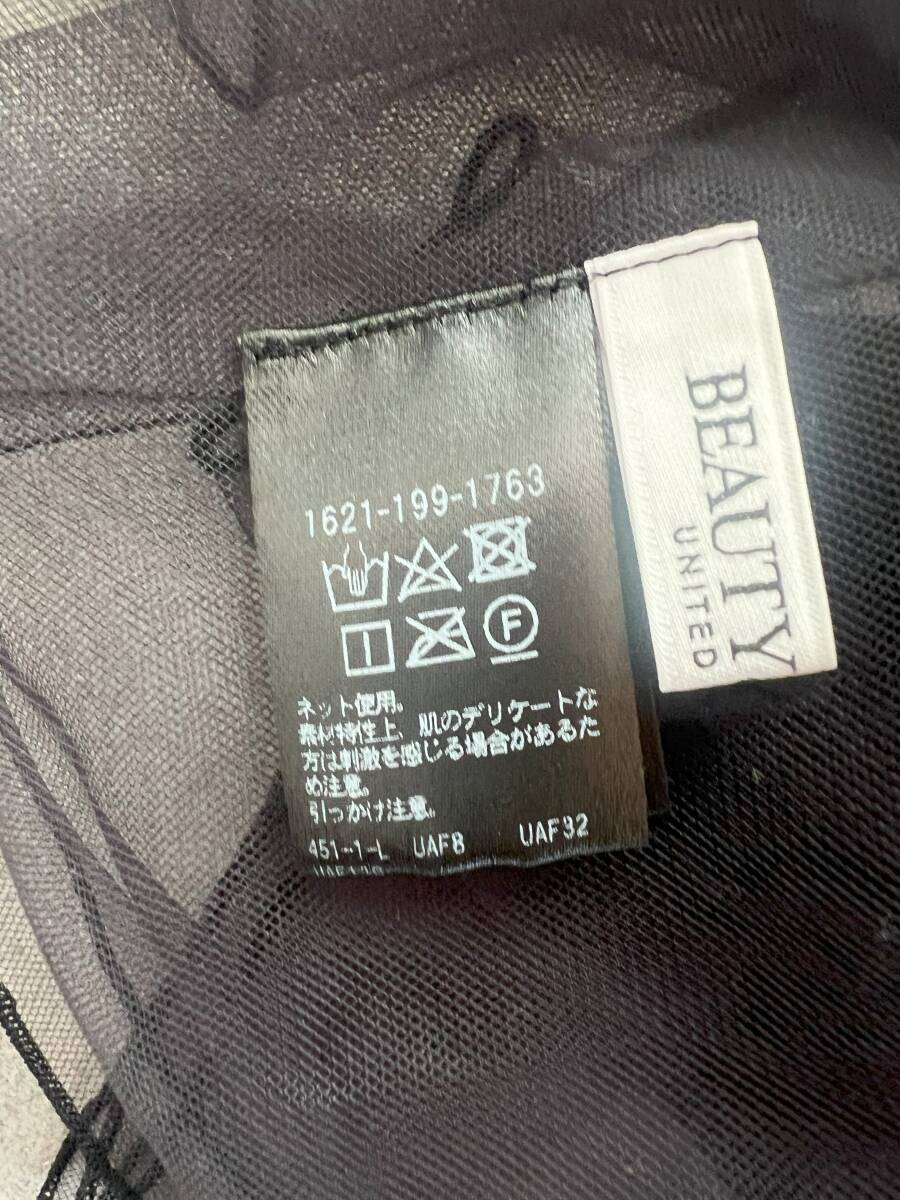 1621-199-1763
F
ネット使用。
素材特性上、肌のデリケートな
方は刺激を感じる場合があるた
め注意。
引っかけ注意。
451-1-L UAF8 UAF32
BEAUTY
UNITED